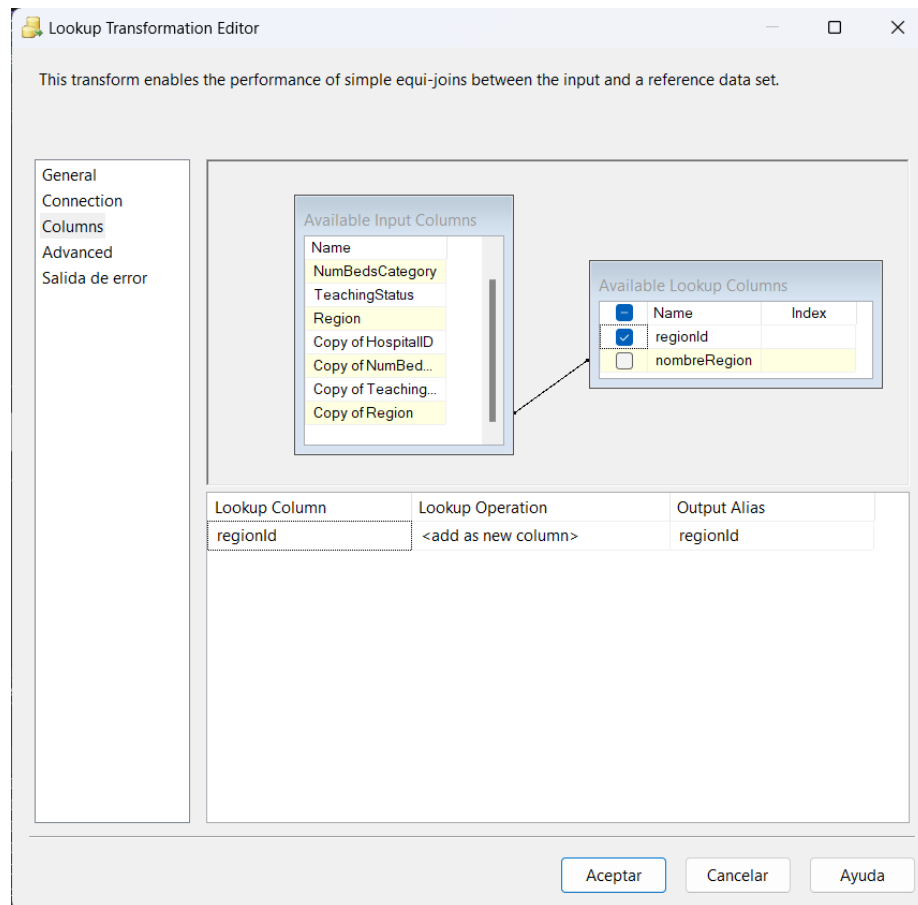 Lookup Transformation Editor
This transform enables the performance of simple equi-joins between the input and a reference data set.
General
Connection
Columns
Advanced
Salida de error
Available Input Columns
Name
NumBedsCategory
TeachingStatus
Region
Copy of HospitalID
Copy of NumBed...
Copy of Teaching...
Copy of Region
Available Lookup Columns
Name Index
regionId
nombreRegion
Lookup Column Lookup Operation Output Alias
regionId <add as new column> regionId
Aceptar Cancelar Ayuda